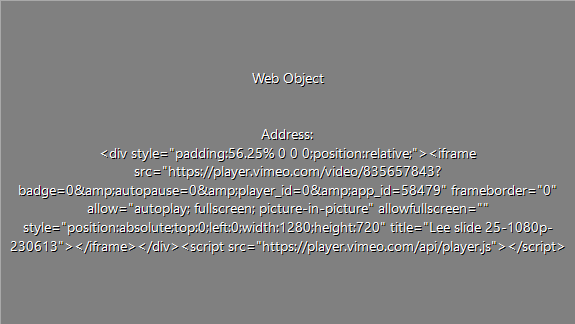 Web Object
Address:
<div style="padding:56.25% 0 0 0;position:relative;"><iframe
src="https://player.vimeo.com/video/835657843?
badge=0&amp;autopause=0&amp;player_id=0&amp;app_id=58479" frameborder="0"
allow="autoplay; fullscreen; picture-in-picture" allowfullscreen=""
style="position:absolute;top:0;left:0;width:1280;height:720" title="Lee slide 25-1080p-
230613"></iframe></div><script src="https://player.vimeo.com/api/player.js"></script>